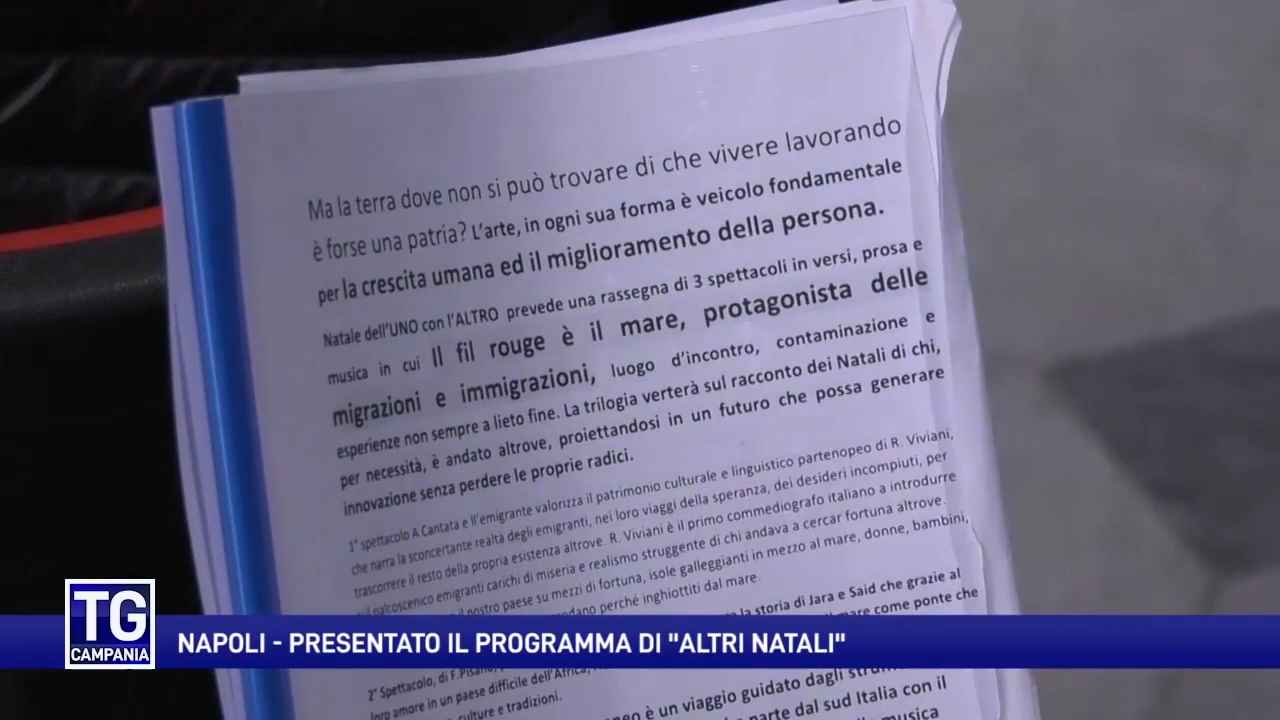 Ma la terra dove non si può trovare di che vivere lavorando
è forse una patria? L'arte, in ogni sua forma è veicolo fondamentale
per la crescita umana ed il miglioramento della persona.
Natale dell'UNO con l'ALTRO prevede una rassegna di 3 spettacoli in versi, prosa e
musica in cui Il fil rouge è il mare, protagonista delle
migrazioni e immigrazioni, luogo d'incontro, contaminazione e
esperienze non sempre a lieto fine. La trilogia verterà sul racconto dei Natali di chi,
per necessità, è andato altrove, proiettandosi in un futuro che possa generare
innovazione senza perdere le proprie radici.
1° spettacolo A Cantata e ll'emigrante valorizza il patrimonio culturale e linguistico partenopeo di R. Viviani,
che narra la sconcertante realtà degli emigranti, nei loro viaggi della speranza, dei desideri incompiuti, per
trascorrere il resto della propria esistenza altrove. R. Viviani è il primo commediografo italiano a introdurre
sul palcoscenico emigranti carichi di miseria e realismo struggente di chi andava a cercar fortuna altrove.
il nostro paese su mezzi di fortuna, isole galleggianti in mezzo al mare, donne, bambini,
perché inghiottiti dal mare.
la storia di Jara e Said che grazie al
mare come ponte che
TG
CAMPANIA
NAPOLI - PRESENTATO IL PROGRAMMA DI "ALTRI NATALI"
2° Spettacolo, di F.Pisano,
loro amore in un paese difficile dell'Africa,
culture e tradizioni.
è un viaggio guidato dagli
parte dal sud Italia con il
musica